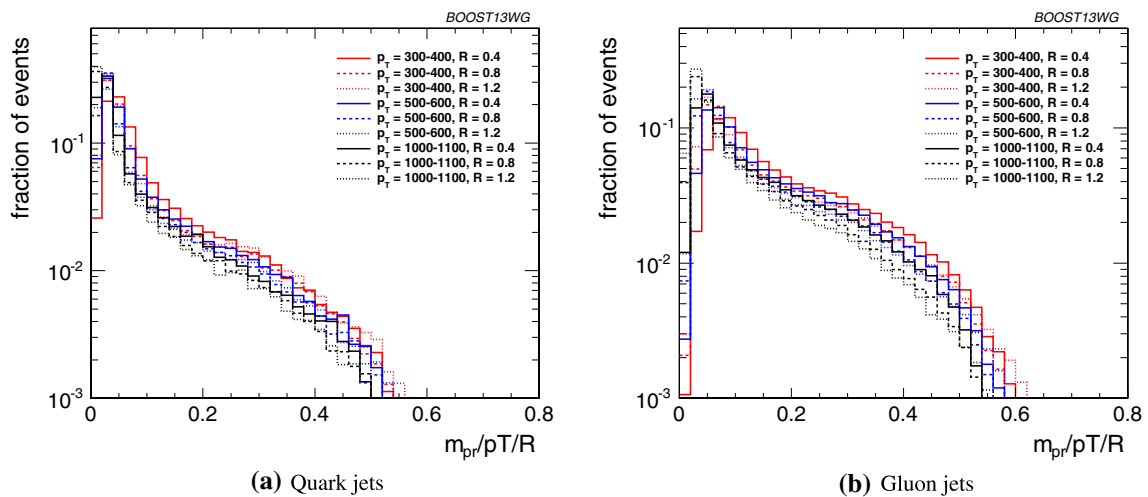 BOOST13WG
fraction of events
p_T = 300-400, R = 0.4
p_T = 300-400, R = 0.8
p_T = 300-400, R = 1.2
p_T = 500-600, R = 0.4
p_T = 500-600, R = 0.8
p_T = 500-600, R = 1.2
p_T = 1000-1100, R = 0.4
p_T = 1000-1100, R = 0.8
p_T = 1000-1100, R = 1.2
10^-1
10^-2
10^-3
0 0.2 0.4 0.6 0.8
m_pr/pT/R
(a) Quark jets
BOOST13WG
fraction of events
p_T = 300-400, R = 0.4
p_T = 300-400, R = 0.8
p_T = 300-400, R = 1.2
p_T = 500-600, R = 0.4
p_T = 500-600, R = 0.8
p_T = 500-600, R = 1.2
p_T = 1000-1100, R = 0.4
p_T = 1000-1100, R = 0.8
p_T = 1000-1100, R = 1.2
10^-1
10^-2
10^-3
0 0.2 0.4 0.6 0.8
m_pr/pT/R
(b) Gluon jets